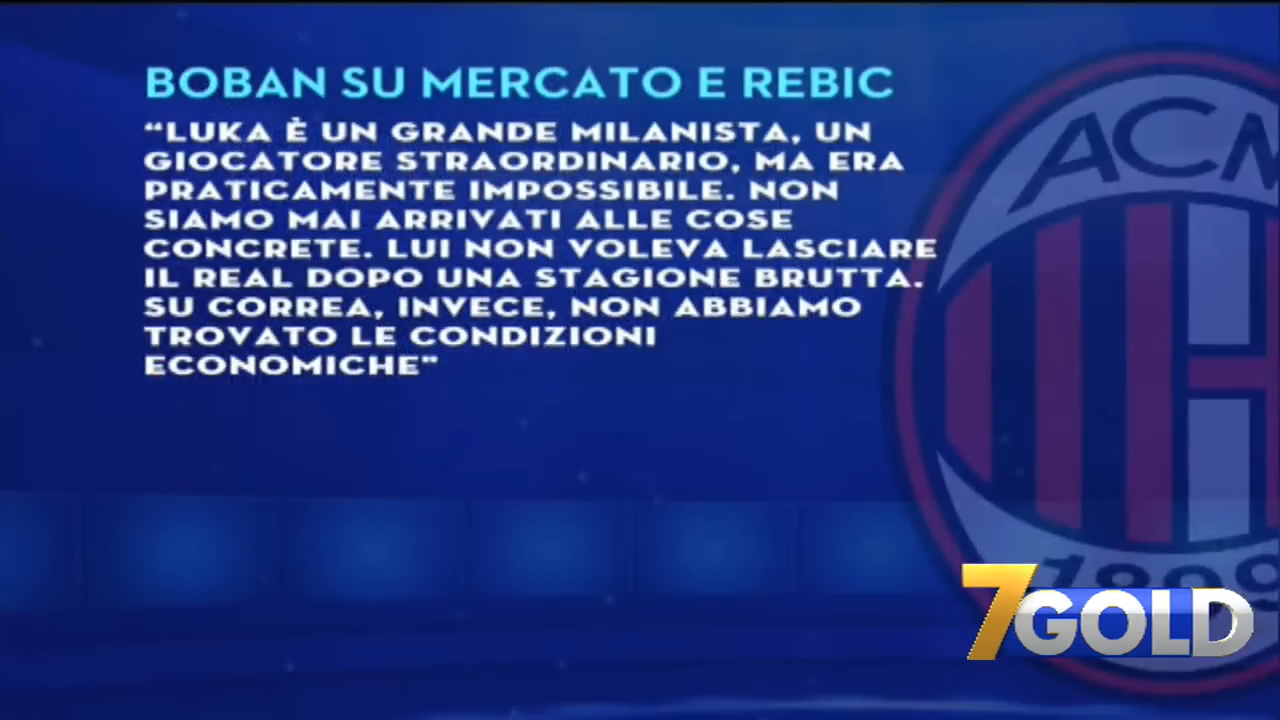 BOBAN SU MERCATO E REBIC
“LUKA È UN GRANDE MILANISTA, UN
GIOCATORE STRAORDINARIO, MA ERA
PRATICAMENTE IMPOSSIBILE. NON
SIAMO MAI ARRIVATI ALLE COSE
CONCRETE. LUI NON VOLEVA LASCIARE
IL REAL DOPO UNA STAGIONE BRUTTA.
SU CORREA, INVECE, NON ABBIAMO
TROVATO LE CONDIZIONI
ECONOMICHE”
ACM
1899
7GOLD